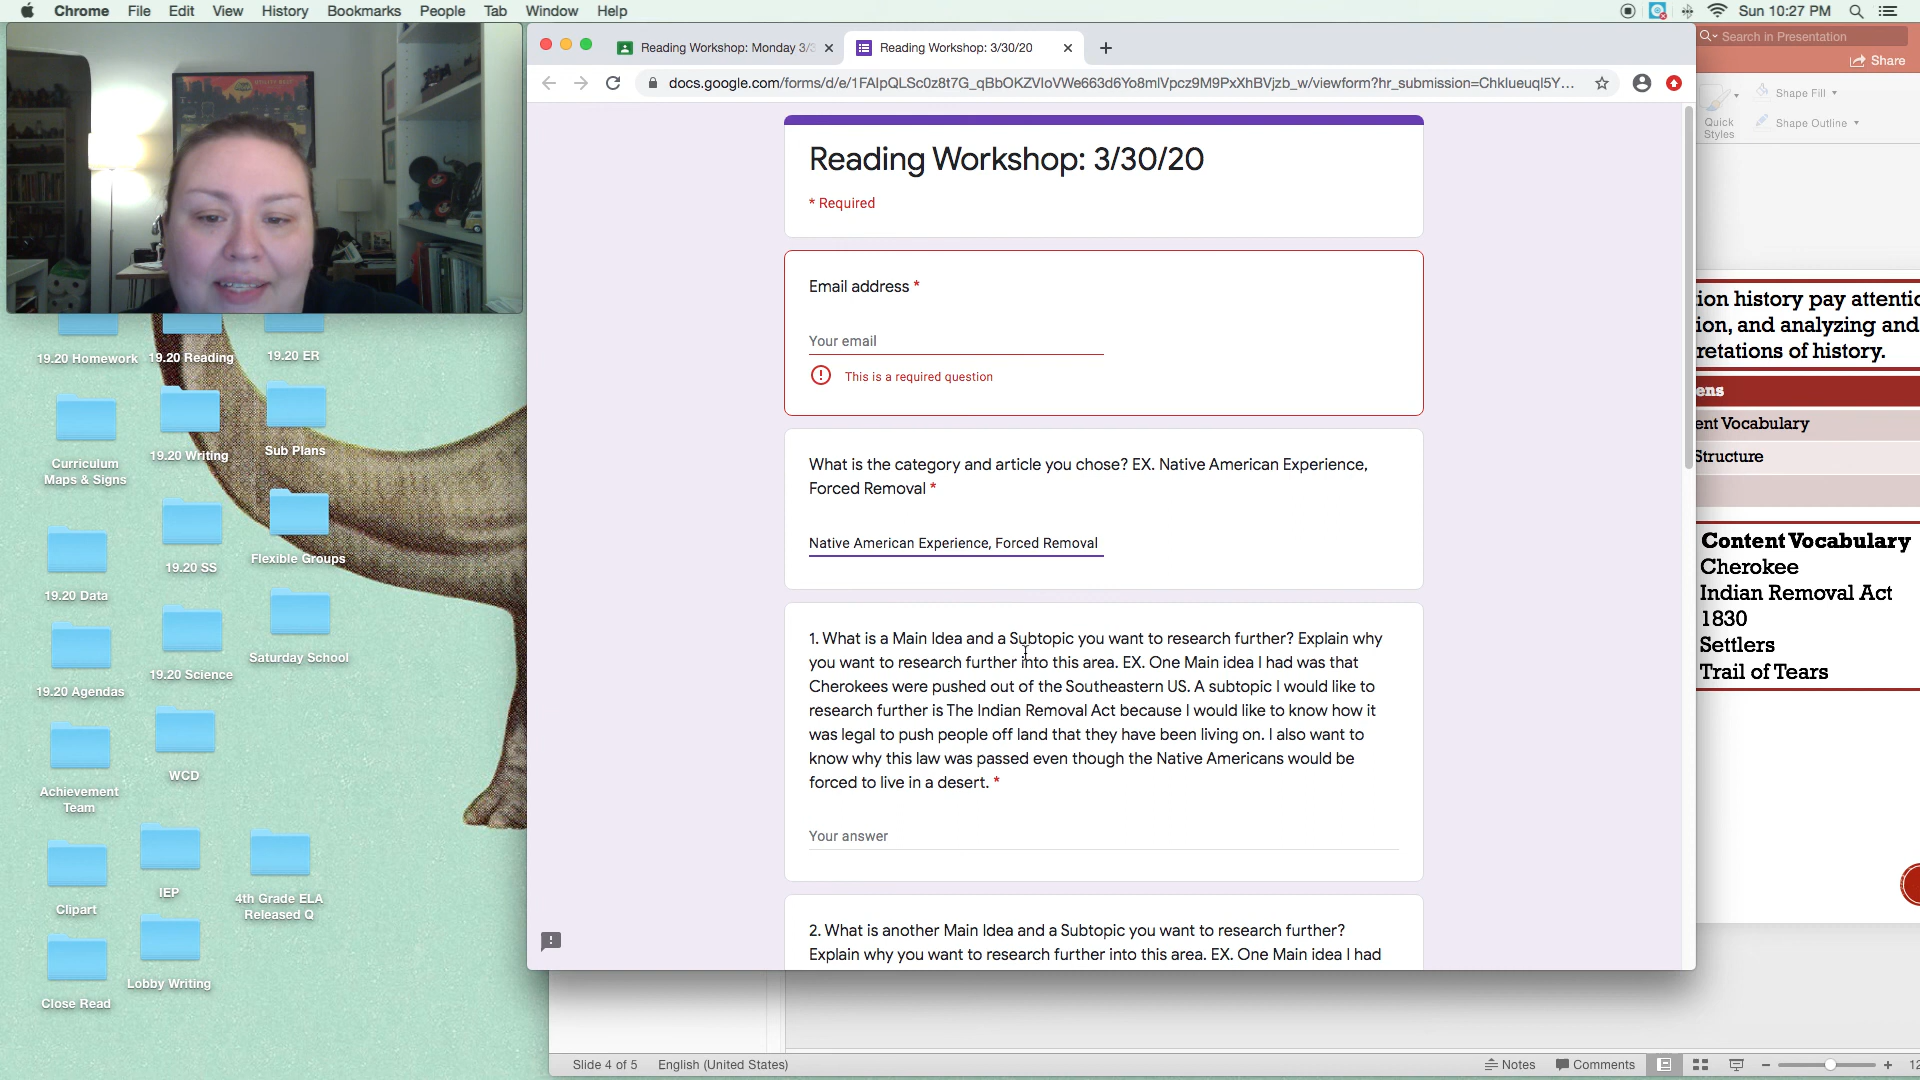 Chrome File Edit View History Bookmarks People Tab Window Help
Sun 10:27 PM
Reading Workshop: Monday 3/3
Reading Workshop: 3/30/20
docs.google.com/forms/d/e/1FAIpQLSc0z8t7G_qBbOKZVIoVWe663d6Yo8mlVpcz9M9PxXhBVjzb_w/viewform?hr_submission=ChkIueuql5Y...
Search in Presentation
Share
Shape Fill
Quick
Styles
Shape Outline
Reading Workshop: 3/30/20
* Required
Email address *
Your email
This is a required question
What is the category and article you chose? EX. Native American Experience,
Forced Removal *
Native American Experience, Forced Removal
1. What is a Main Idea and a Subtopic you want to research further? Explain why
you want to research further into this area. EX. One Main idea I had was that
Cherokees were pushed out of the Southeastern US. A subtopic I would like to
research further is The Indian Removal Act because I would like to know how it
was legal to push people off land that they have been living on. I also want to
know why this law was passed even though the Native Americans would be
forced to live in a desert. *
Your answer
2. What is another Main Idea and a Subtopic you want to research further?
Explain why you want to research further into this area. EX. One Main idea I had
19.20 Homework
19.20 Reading
19.20 ER
Curriculum
Maps & Signs
19.20 Writing
Sub Plans
19.20 Data
19.20 SS
Flexible Groups
19.20 Agendas
19.20 Science
Saturday School
Achievement
Team
WCD
Clipart
IEP
4th Grade ELA
Released Q
Close Read
Lobby Writing
ion history pay attentio
ion, and analyzing and
retations of history.
ens
ent Vocabulary
Structure
Content Vocabulary
Cherokee
Indian Removal Act
1830
Settlers
Trail of Tears
Slide 4 of 5
English (United States)
Notes
Comments
12